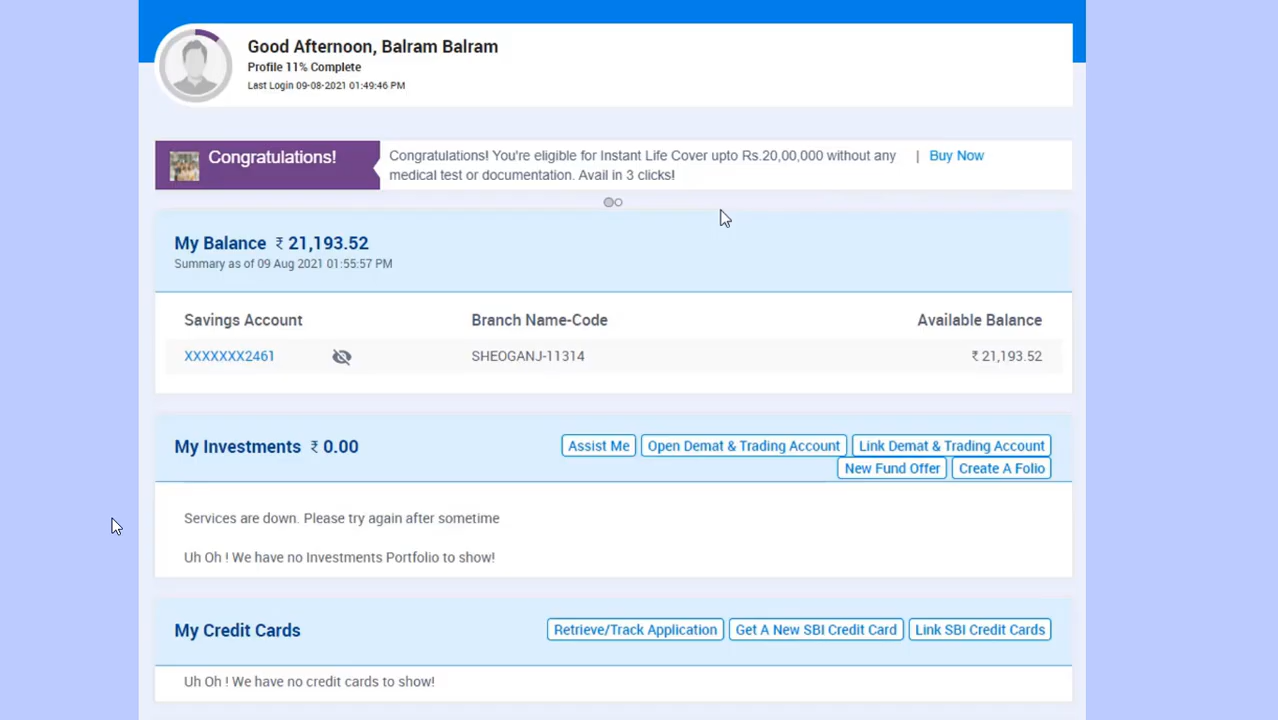 Good Afternoon, Balram Balram
Profile 11% Complete
Last Login 09-08-2021 01:49:46 PM
Congratulations!
Congratulations! You're eligible for Instant Life Cover upto Rs.20,00,000 without any | Buy Now
medical test or documentation. Avail in 3 clicks!
My Balance ₹ 21,193.52
Summary as of 09 Aug 2021 01:55:57 PM
Savings Account Branch Name-Code Available Balance
XXXXXXX2461 SHEOGANJ-11314 ₹ 21,193.52
My Investments ₹ 0.00 Assist Me Open Demat & Trading Account Link Demat & Trading Account
New Fund Offer Create A Folio
Services are down. Please try again after sometime
Uh Oh ! We have no Investments Portfolio to show!
My Credit Cards Retrieve/Track Application Get A New SBI Credit Card Link SBI Credit Cards
Uh Oh ! We have no credit cards to show!